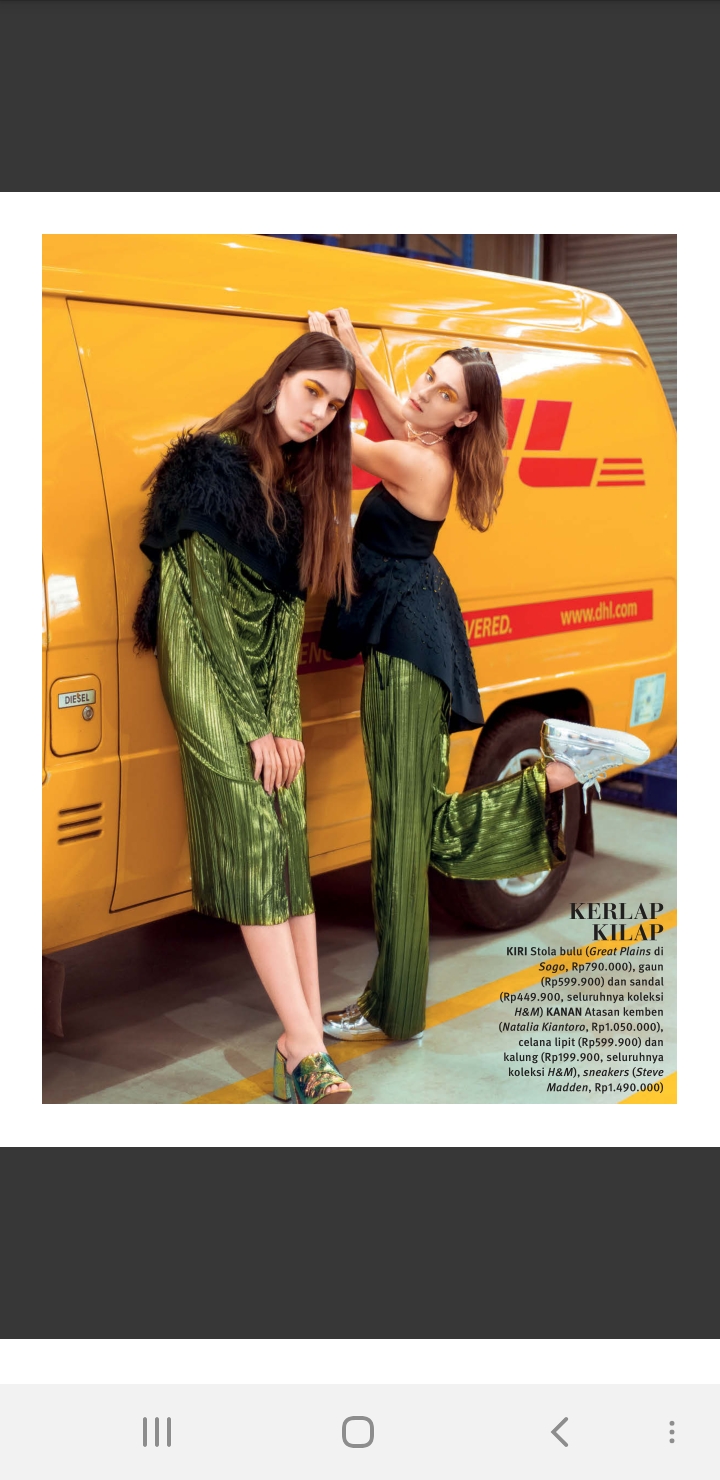 DHL
VERED.
www.dhl.com
DIESEL
KERLAP
KILAP
KIRI Stola bulu (Great Plains di
Sogo, Rp790.000), gaun
(Rp599.900) dan sandal
(Rp449.900, seluruhnya koleksi
H&M) KANAN Atasan kemben
(Natalia Kiantoro, Rp1.050.000),
celana lipit (Rp599.900) dan
kalung (Rp199.900, seluruhnya
koleksi H&M), sneakers (Steve
Madden, Rp1.490.000)